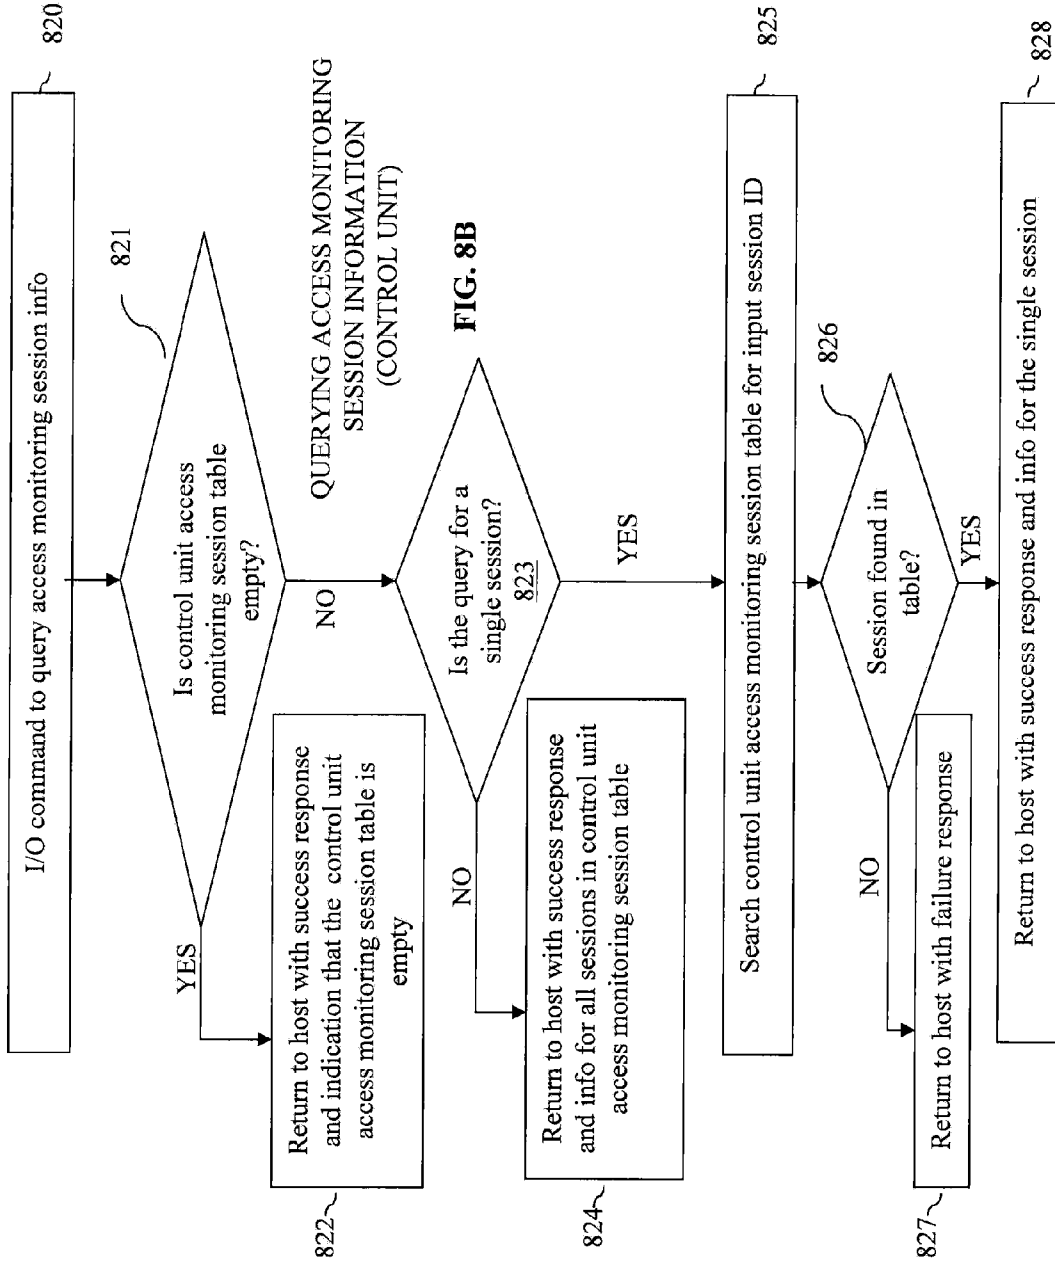 I/O command to query access monitoring session info
820
821
Is control unit access
monitoring session table
empty?
YES
NO
Return to host with success response
and indication that the control unit
access monitoring session table is
empty
822
QUERYING ACCESS MONITORING
SESSION INFORMATION
(CONTROL UNIT)
FIG. 8B
Is the query for a
single session?
823
NO
YES
Return to host with success response
and info for all sessions in control unit
access monitoring session table
824
Search control unit access monitoring session table for input session ID
825
826
Session found in
table?
NO
YES
Return to host with failure response
827
Return to host with success response and info for the single session
828